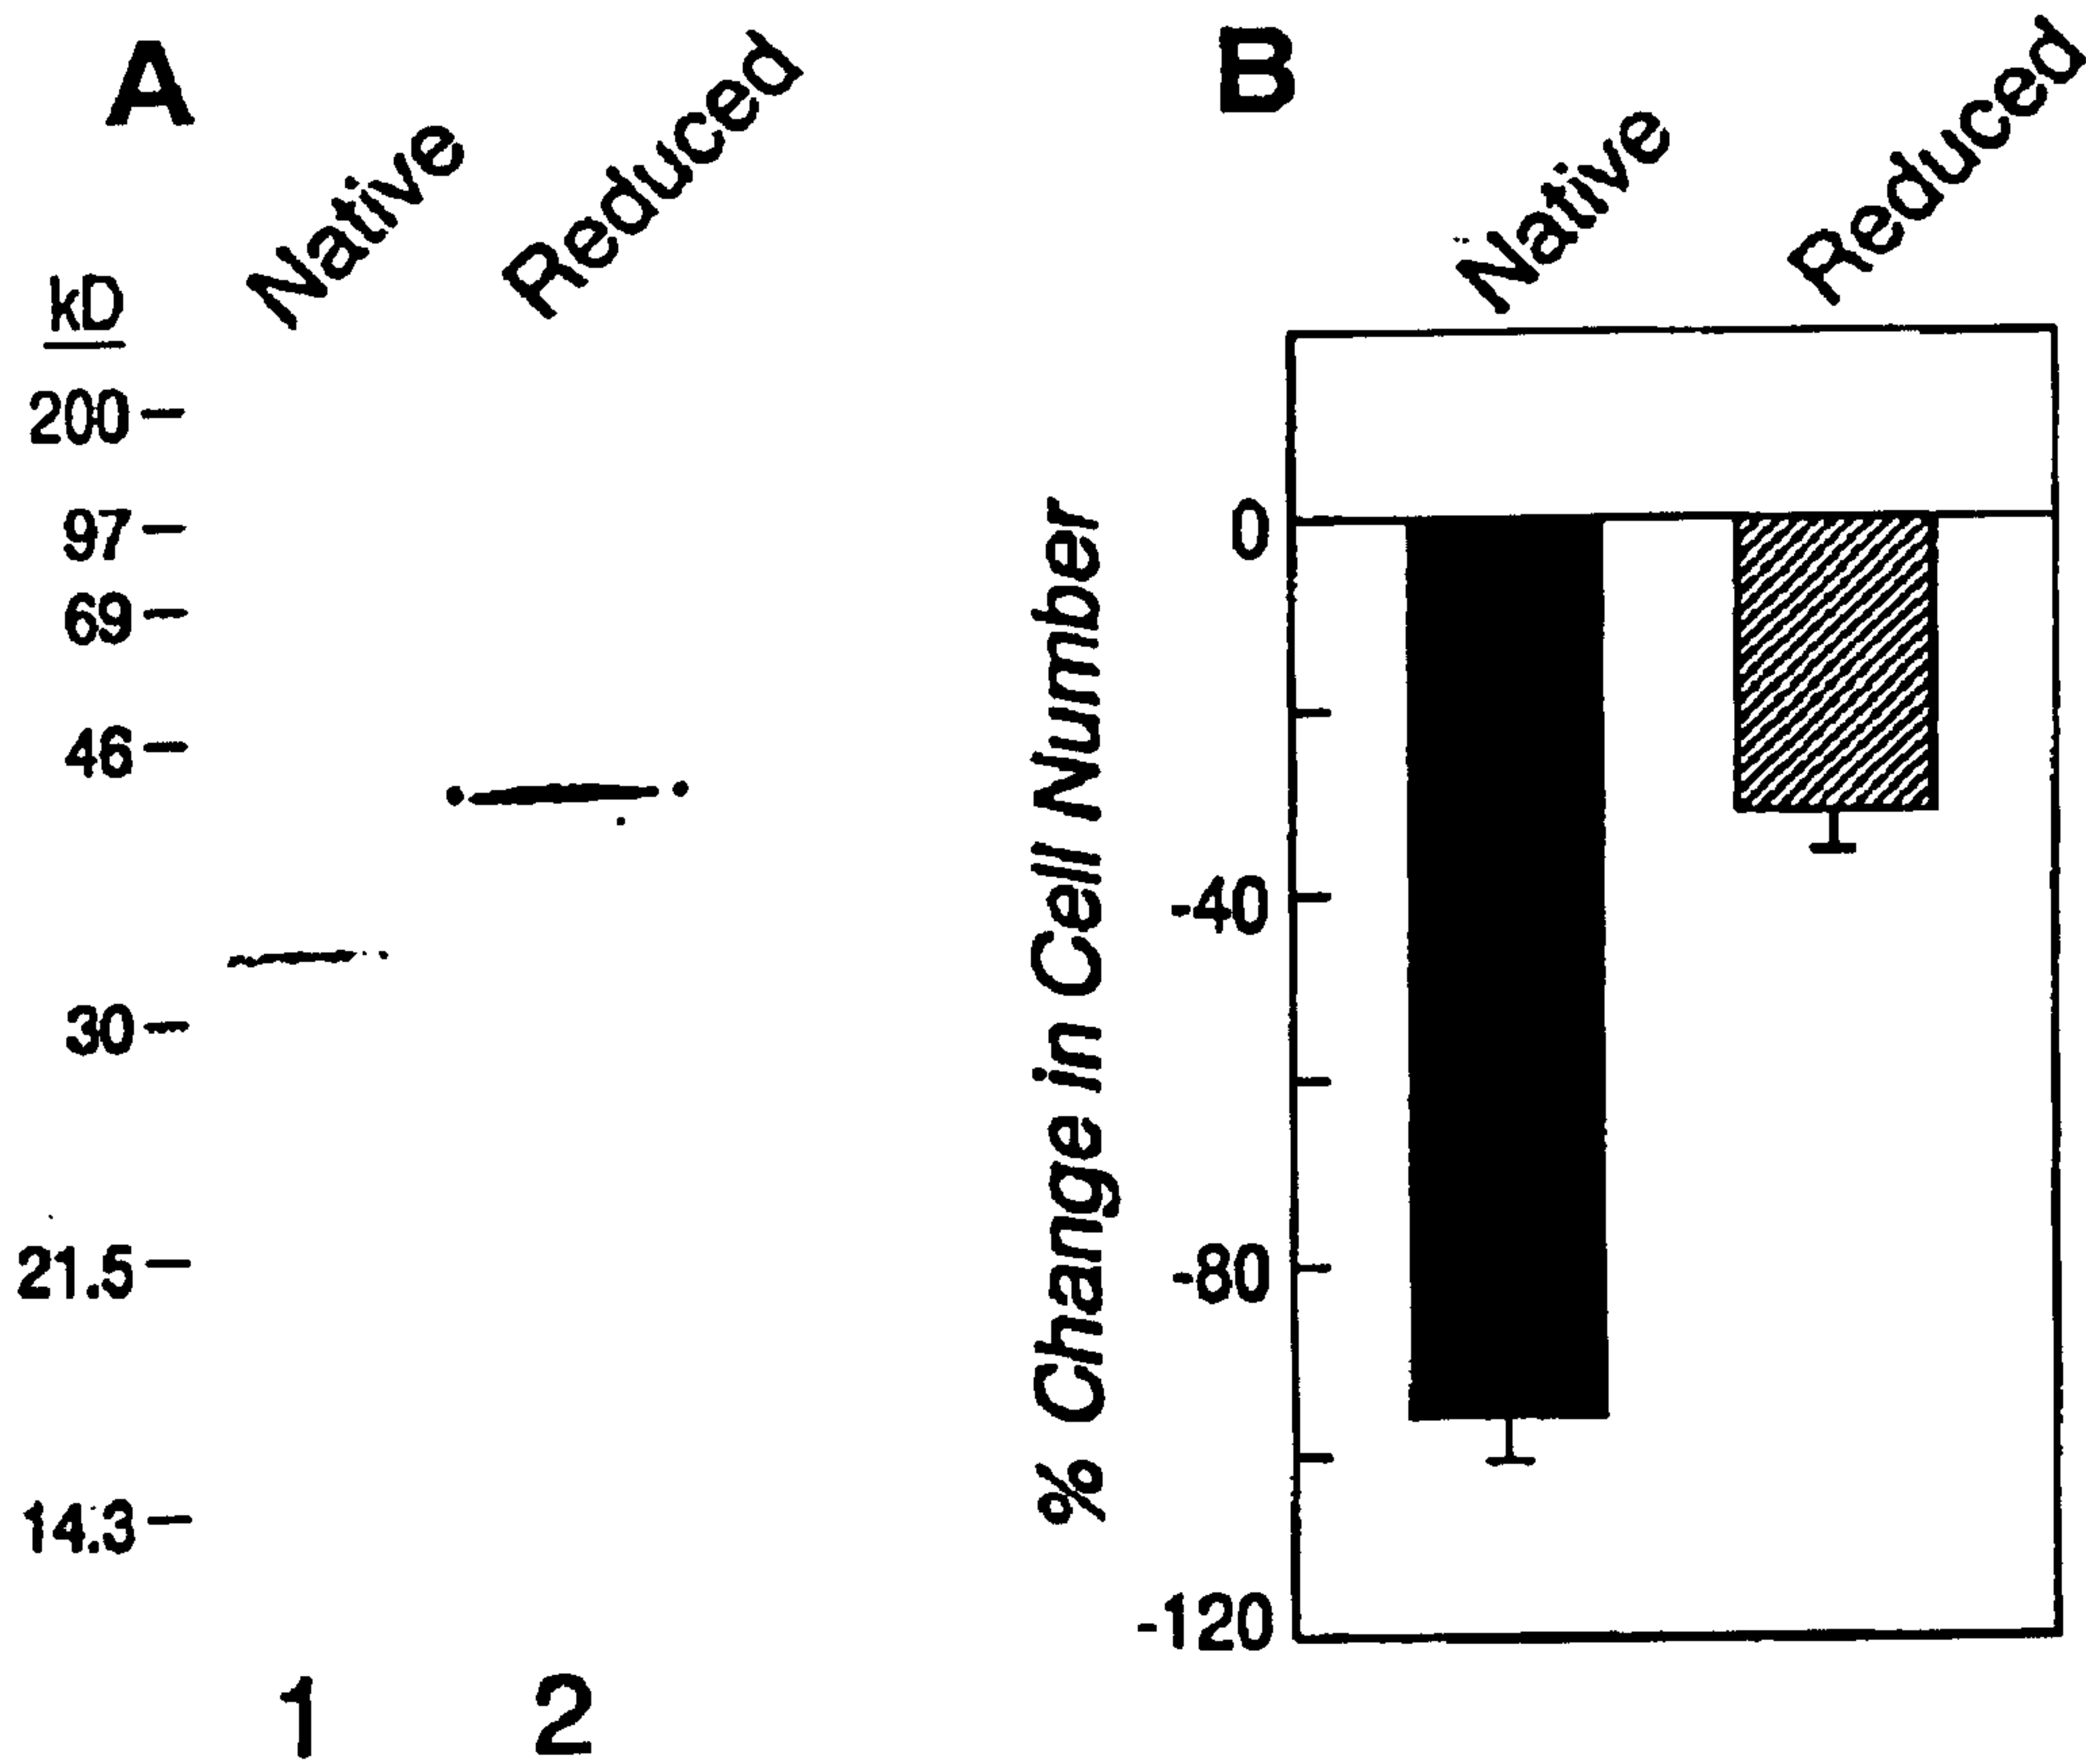 A
Native
Reduced
kD
200
97
69
46
30
21.5
14.3
1 2
B
Native
Reduced
% Change in Cell Number
0
-40
-80
-120